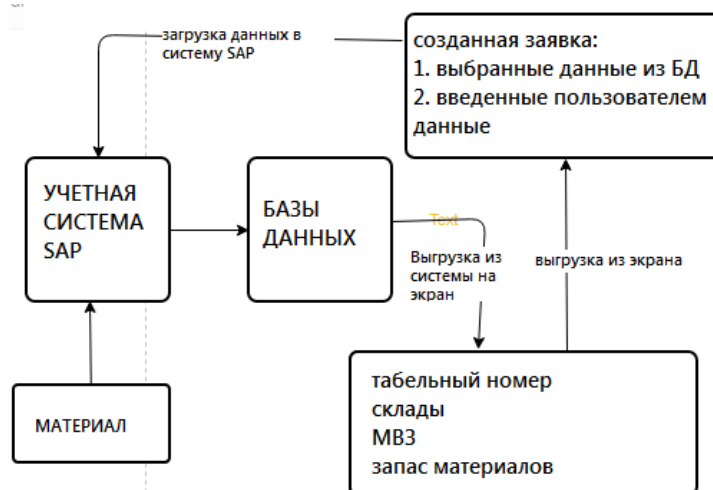 загрузка данных в
систему SAP
созданная заявка:
1. выбранные данные из БД
2. введенные пользователем
данные
УЧЕТНАЯ
СИСТЕМА
SAP
БАЗЫ
ДАННЫХ
Text
Выгрузка из
системы на
экран
выгрузка из экрана
МАТЕРИАЛ
табельный номер
склады
МВЗ
запас материалов